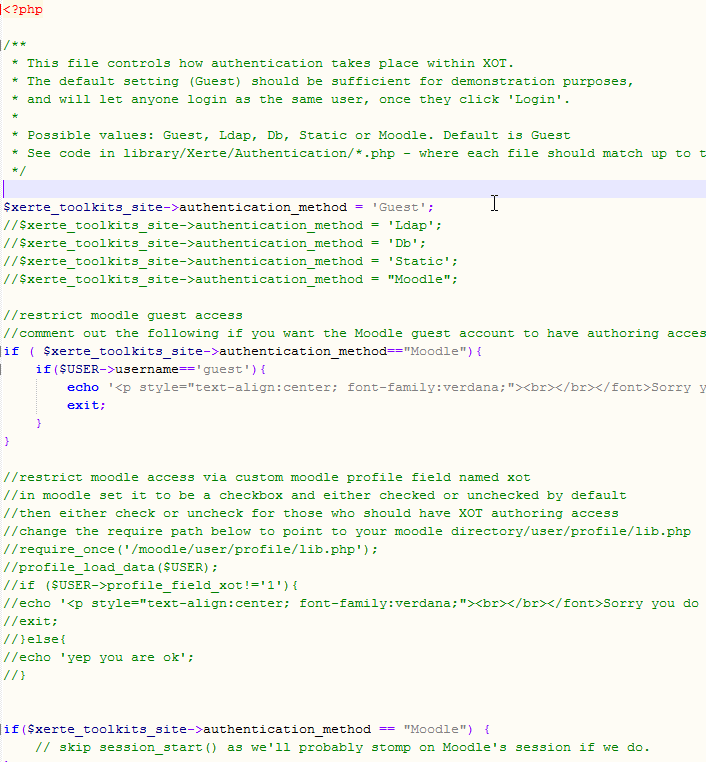 <?php
/**
 * This file controls how authentication takes place within XOT.
 * The default setting (Guest) should be sufficient for demonstration purposes,
 * and will let anyone login as the same user, once they click 'Login'.
 *
 * Possible values: Guest, Ldap, Db, Static or Moodle. Default is Guest
 * See code in library/Xerte/Authentication/*.php - where each file should match up to
 */
$xerte_toolkits_site->authentication_method = 'Guest';
//$xerte_toolkits_site->authentication_method = 'Ldap';
//$xerte_toolkits_site->authentication_method = 'Db';
//$xerte_toolkits_site->authentication_method = 'Static';
//$xerte_toolkits_site->authentication_method = "Moodle";
//restrict moodle guest access
//comment out the following if you want the Moodle guest account to have authoring acces
if ( $xerte_toolkits_site->authentication_method=="Moodle"){
    if($USER->username=='guest'){
        echo '<p style="text-align:center; font-family:verdana;"><br></br></font>Sorry y
        exit;
    }
}
//restrict moodle access via custom moodle profile field named xot
//in moodle set it to be a checkbox and either checked or unchecked by default
//then either check or uncheck for those who should have XOT authoring access
//change the require path below to point to your moodle directory/user/profile/lib.php
//require_once('/moodle/user/profile/lib.php');
//profile_load_data($USER);
//if ($USER->profile_field_xot!='1'){
//echo '<p style="text-align:center; font-family:verdana;"><br></br></font>Sorry you do
//exit;
//}else{
//echo 'yep you are ok';
//}
if($xerte_toolkits_site->authentication_method == "Moodle") {
    // skip session_start() as we'll probably stomp on Moodle's session if we do.